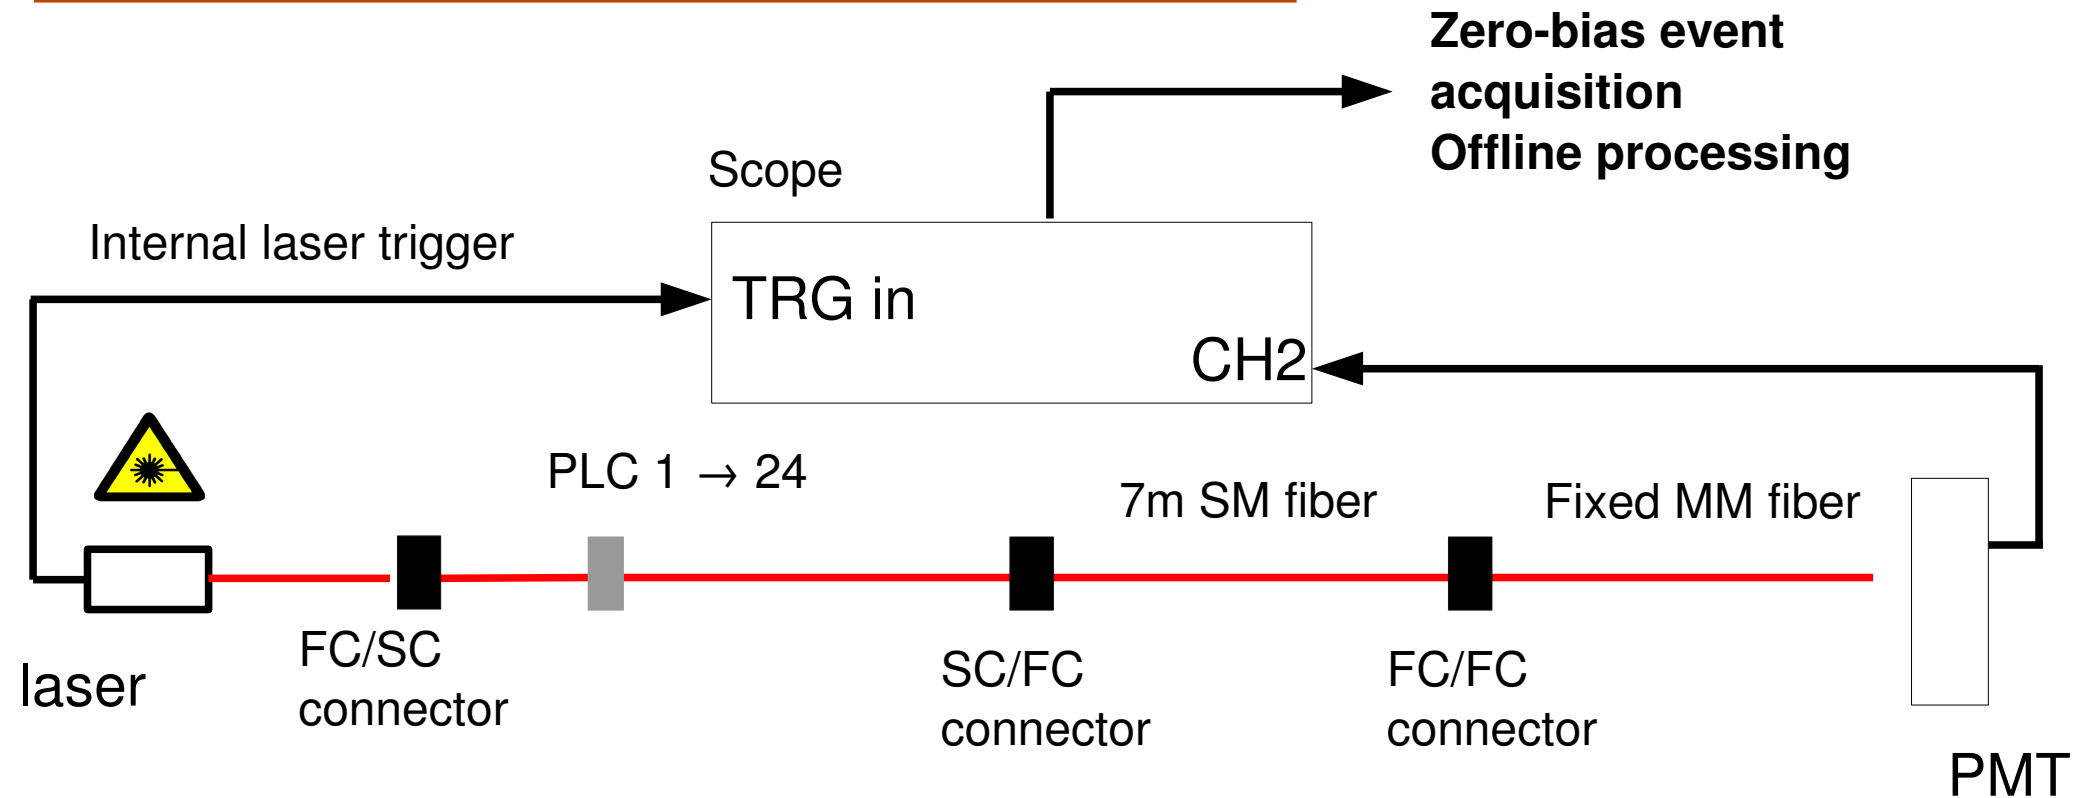 Zero-bias event
acquisition
Offline processing
Scope
Internal laser trigger
TRG in
CH2
PLC 1 → 24
7m SM fiber
Fixed MM fiber
laser
FC/SC
connector
SC/FC
connector
FC/FC
connector
PMT